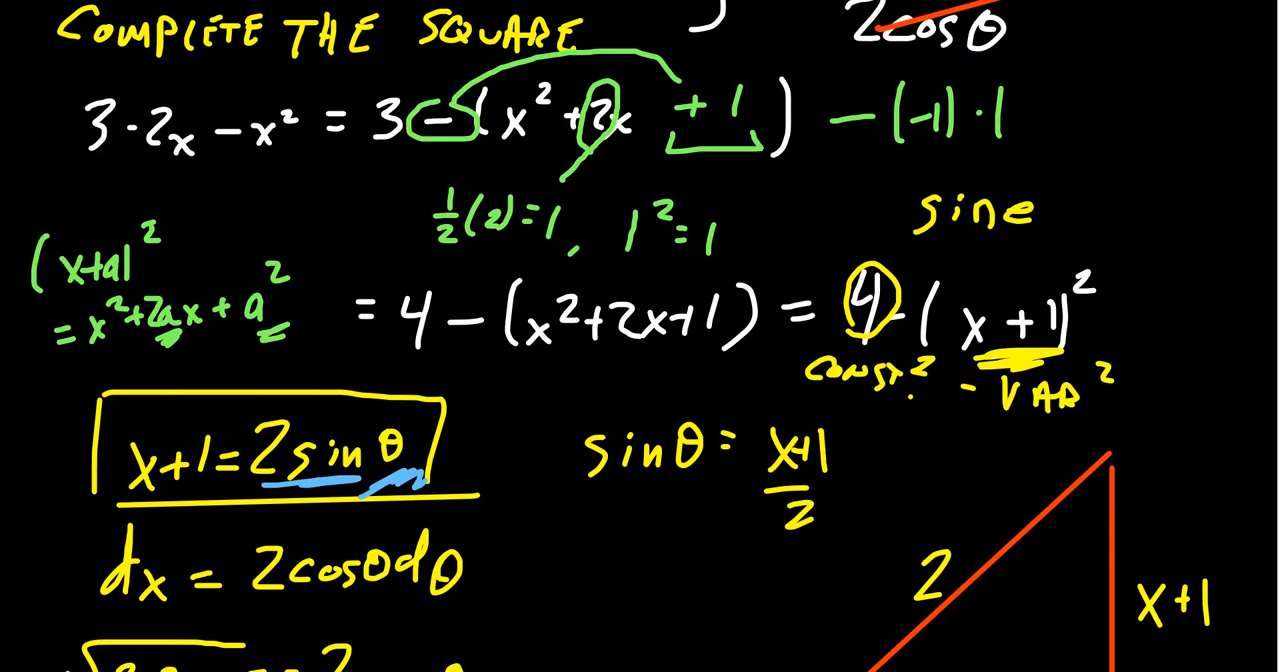 COMPLETE THE SQUARE
2cosθ
3 - 2x - x² = 3 - (x² + 2x + 1) - (-1)·1
½(2) = 1, 1² = 1
sine
(x+a)²
= x² + 2ax + a²
= 4 - (x² + 2x + 1) = 4 - (x + 1)²
CONST² - VAR²
x+1 = 2sinθ
sinθ = x+1/2
dx = 2cosθdθ
2
x+1